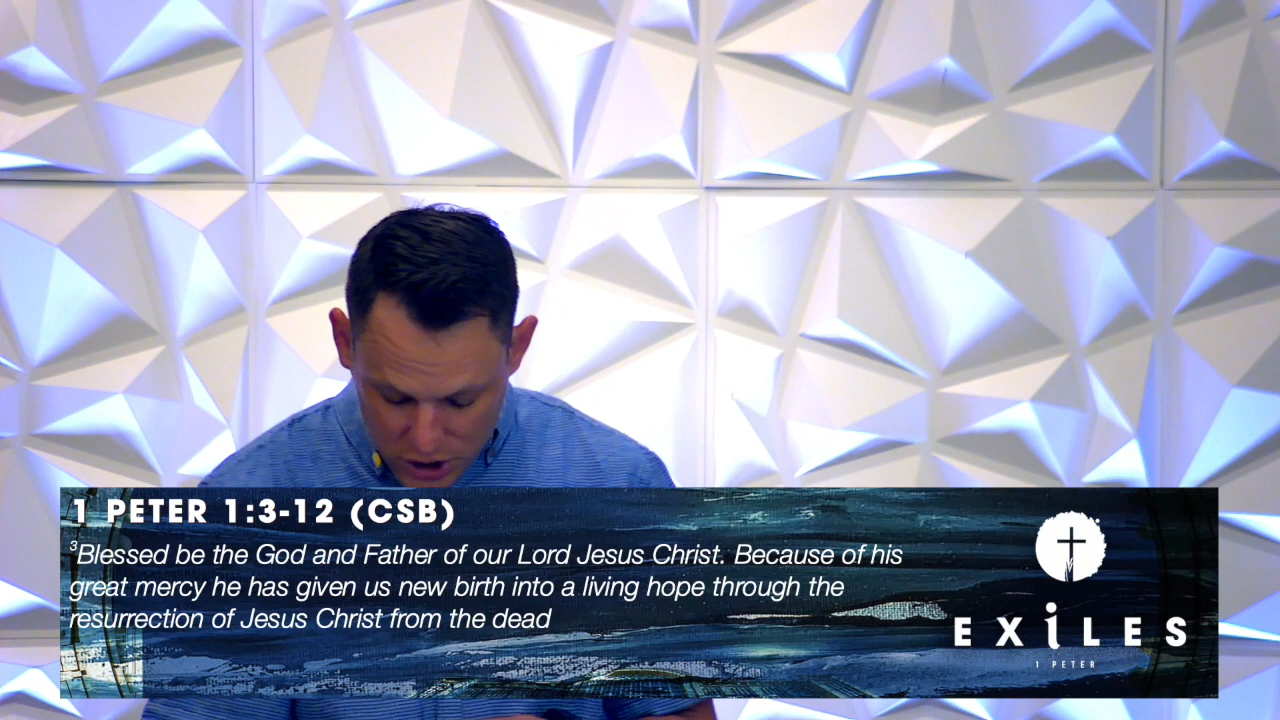 1 PETER 1:3-12 (CSB)
³Blessed be the God and Father of our Lord Jesus Christ. Because of his
great mercy he has given us new birth into a living hope through the
resurrection of Jesus Christ from the dead
EXiLES
1 PETER